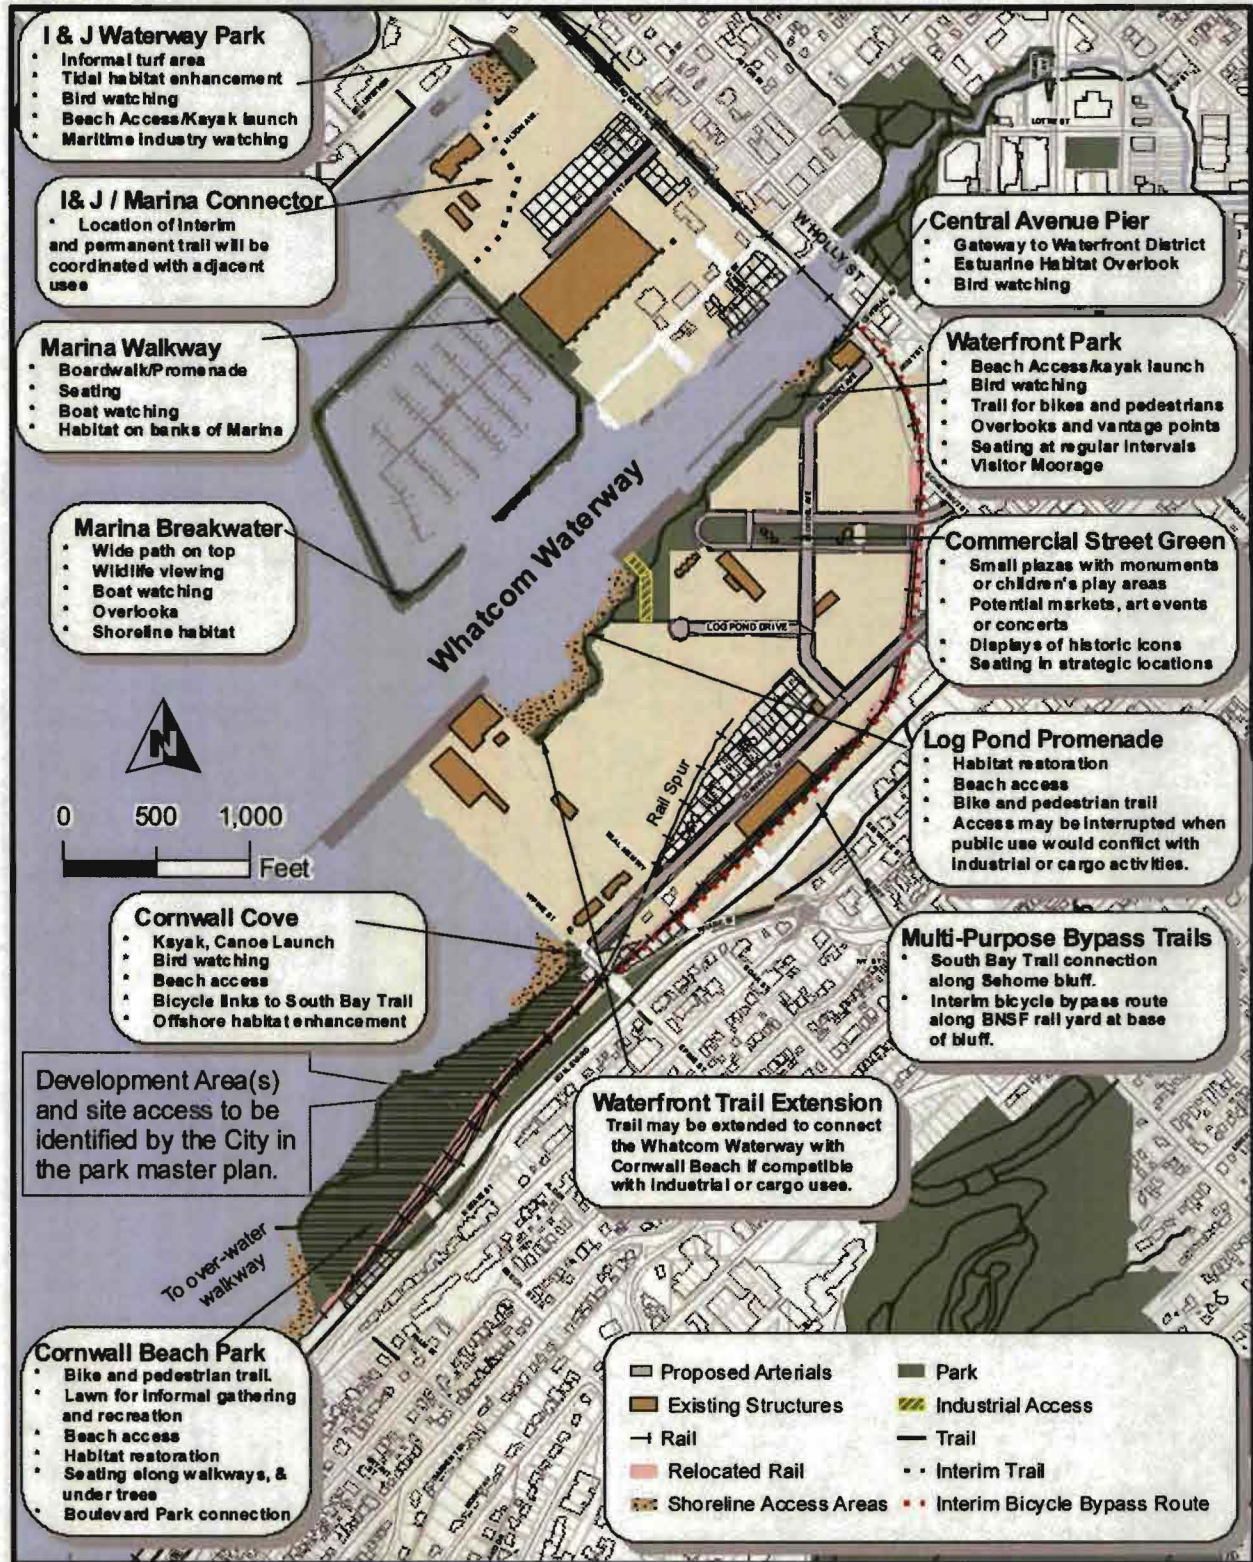 I & J Waterway Park
* Informal turf area
* Tidal habitat enhancement
* Bird watching
* Beach Access/Kayak launch
* Maritime industry watching
I& J / Marina Connector
* Location of interim
and permanent trail will be
coordinated with adjacent
uses
Marina Walkway
* Boardwalk/Promenade
* Seating
* Boat watching
* Habitat on banks of Marina
Marina Breakwater
* Wide path on top
* Wildlife viewing
* Boat watching
* Overlooka
* Shoreline habitat
N
0 500 1,000
Feet
Cornwall Cove
* Kayak, Canoe Launch
* Bird watching
* Beach access
* Bicycle links to South Bay Trail
* Offshore habitat enhancement
Development Area(s)
and site access to be
identified by the City in
the park master plan.
To over-water
walkway
Cornwall Beach Park
* Bike and pedestrian trail.
* Lawn for informal gathering
and recreation
* Beach access
* Habitat restoration
* Seating along walkways, &
under trees
* Boulevard Park connection
Whatcom Waterway
W HOLLY ST
LOTTIE ST
LOG POND DRIVE
Rail Spur
W PINE ST
Central Avenue Pier
* Gateway to Waterfront District
* Estuarine Habitat Overlook
* Bird watching
Waterfront Park
* Beach Access/kayak launch
* Bird watching
* Trail for bikes and pedestrians
* Overlooks and vantage points
* Seating at regular intervals
* Visitor Moorage
Commercial Street Green
* Small plazas with monuments
or children's play areas
* Potential markets, art events
or concerts
* Displays of historic icons
* Seating in strategic locations
Log Pond Promenade
* Habitat restoration
* Beach access
* Bike and pedestrian trail
* Access may be interrupted when
public use would conflict with
industrial or cargo activities.
Multi-Purpose Bypass Trails
* South Bay Trail connection
along Sehome bluff.
* Interim bicycle bypass route
along BNSF rail yard at base
of bluff.
Waterfront Trail Extension
Trail may be extended to connect
the Whatcom Waterway with
Cornwall Beach if compatible
with industrial or cargo uses.
Proposed Arterials
Existing Structures
Rail
Relocated Rail
Shoreline Access Areas
Park
Industrial Access
Trail
Interim Trail
Interim Bicycle Bypass Route